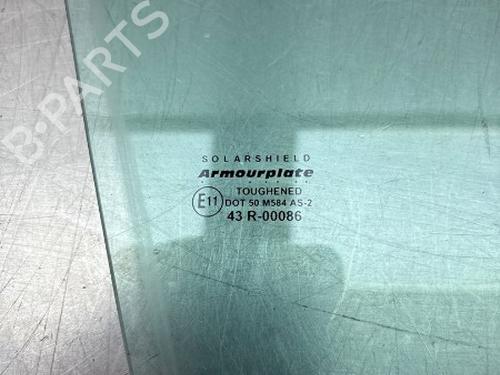 B-PARTS
SOLARSHIELD
Armourplate
TOUGHENED
E11
DOT 50 M584 AS-2
43 R-00086